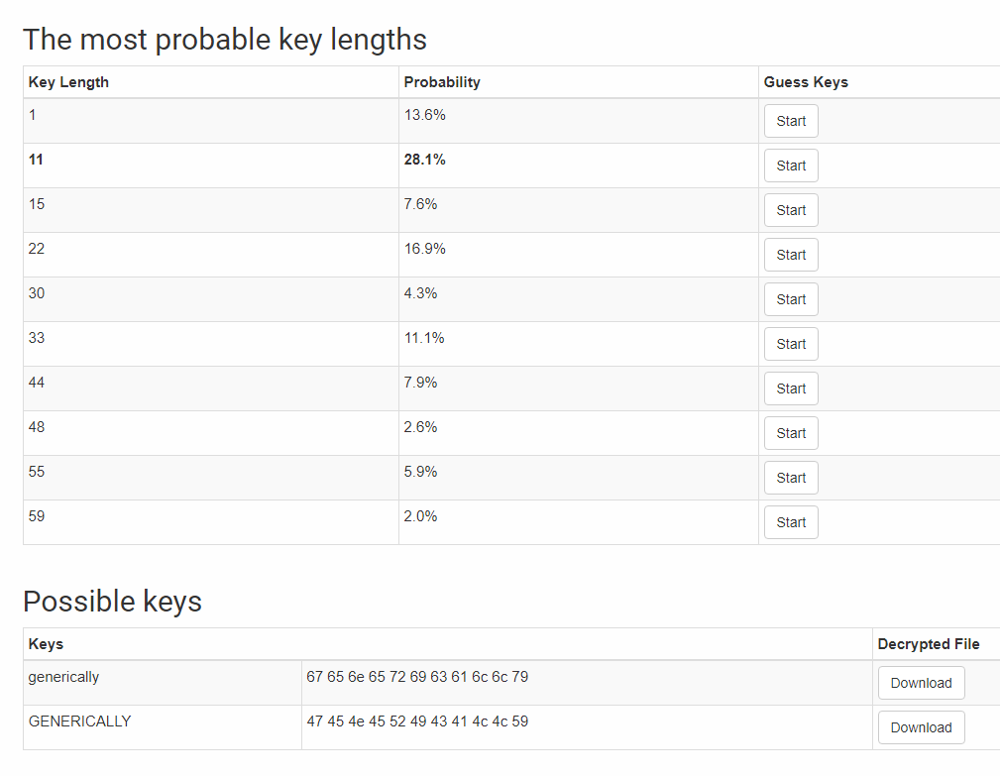 The most probable key lengths
Key Length Probability Guess Keys
1 13.6% Start
11 28.1% Start
15 7.6% Start
22 16.9% Start
30 4.3% Start
33 11.1% Start
44 7.9% Start
48 2.6% Start
55 5.9% Start
59 2.0% Start
Possible keys
Keys Decrypted File
generically 67 65 6e 65 72 69 63 61 6c 6c 79 Download
GENERICALLY 47 45 4e 45 52 49 43 41 4c 4c 59 Download